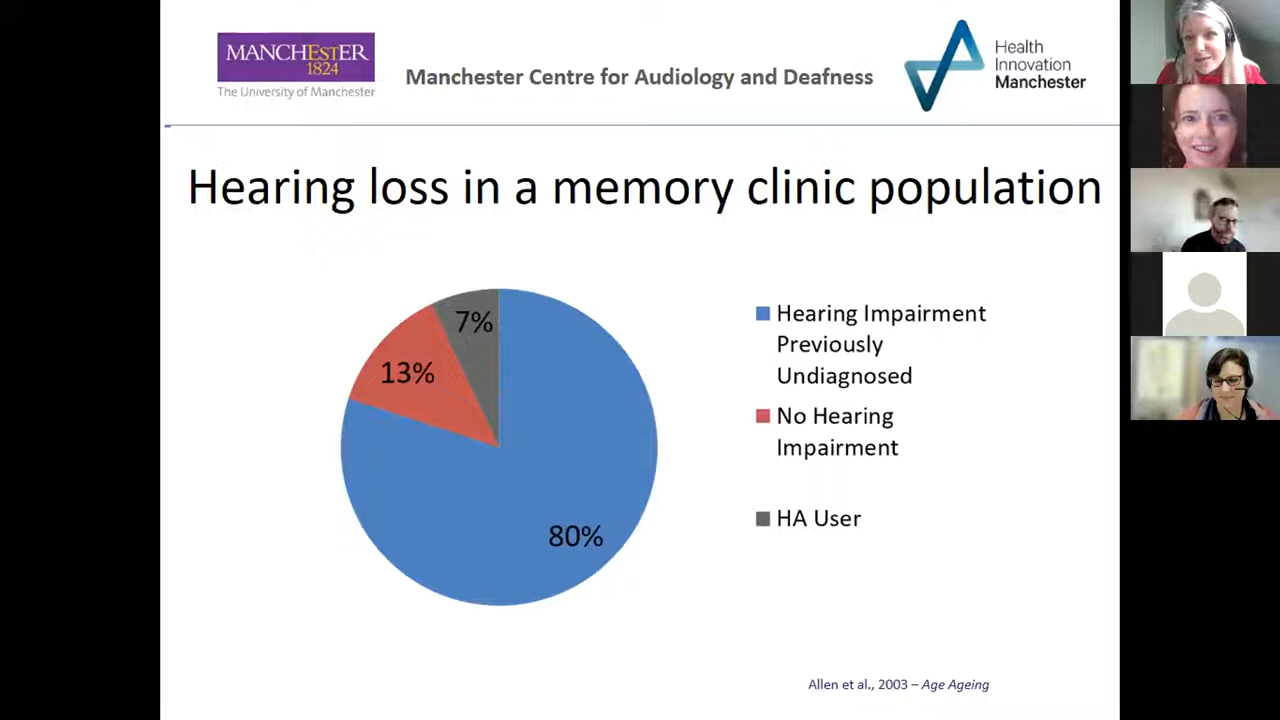 MANCHESTER
1824
The University of Manchester
Manchester Centre for Audiology and Deafness
Health
Innovation
Manchester
Hearing loss in a memory clinic population
7%
13%
80%
Hearing Impairment
Previously
Undiagnosed
No Hearing
Impairment
HA User
Allen et al., 2003 – Age Ageing